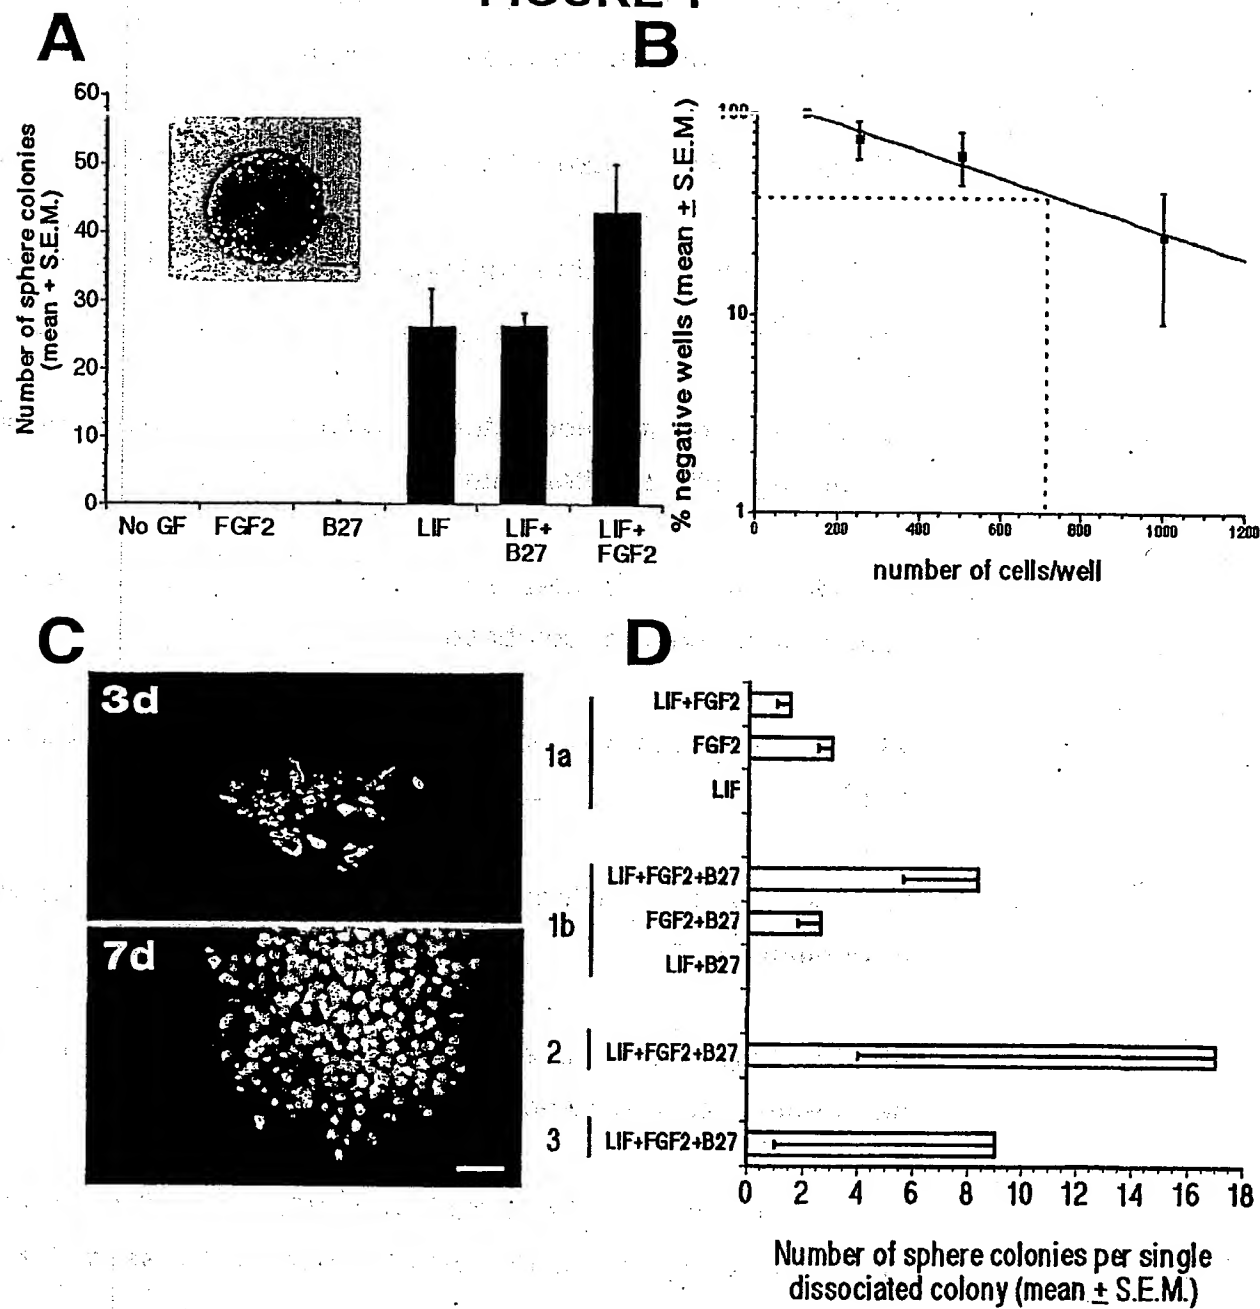 A
B
Number of sphere colonies
(mean + S.E.M.)
60
50
40
30
20
10
0
No GF
FGF2
B27
LIF
LIF+
B27
LIF+
FGF2
% negative wells (mean ± S.E.M.)
100
10
1
0
200
400
600
800
1000
1200
number of cells/well
C
D
3d
7d
1a
LIF+FGF2
FGF2
LIF
1b
LIF+FGF2+B27
FGF2+B27
LIF+B27
2
LIF+FGF2+B27
3
LIF+FGF2+B27
0 2 4 6 8 10 12 14 16 18
Number of sphere colonies per single
dissociated colony (mean ± S.E.M.)